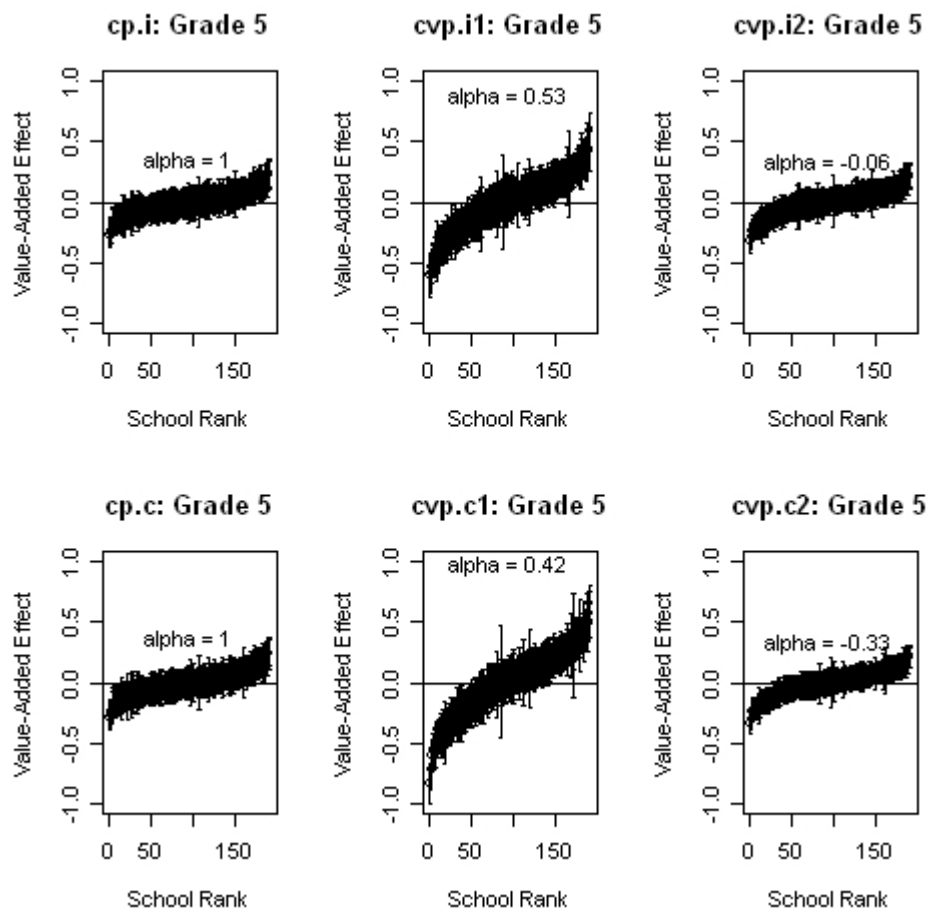 cp.i: Grade 5
cvp.i1: Grade 5
cvp.i2: Grade 5
Value-Added Effect
1.0
0.5
0.0
-0.5
-1.0
alpha = 1
0 50 150
School Rank
Value-Added Effect
1.0
0.5
0.0
-0.5
-1.0
alpha = 0.53
0 50 150
School Rank
Value-Added Effect
1.0
0.5
0.0
-0.5
-1.0
alpha = -0.06
0 50 150
School Rank
cp.c: Grade 5
cvp.c1: Grade 5
cvp.c2: Grade 5
Value-Added Effect
1.0
0.5
0.0
-0.5
-1.0
alpha = 1
0 50 150
School Rank
Value-Added Effect
1.0
0.5
0.0
-0.5
-1.0
alpha = 0.42
0 50 150
School Rank
Value-Added Effect
1.0
0.5
0.0
-0.5
-1.0
alpha = -0.33
0 50 150
School Rank